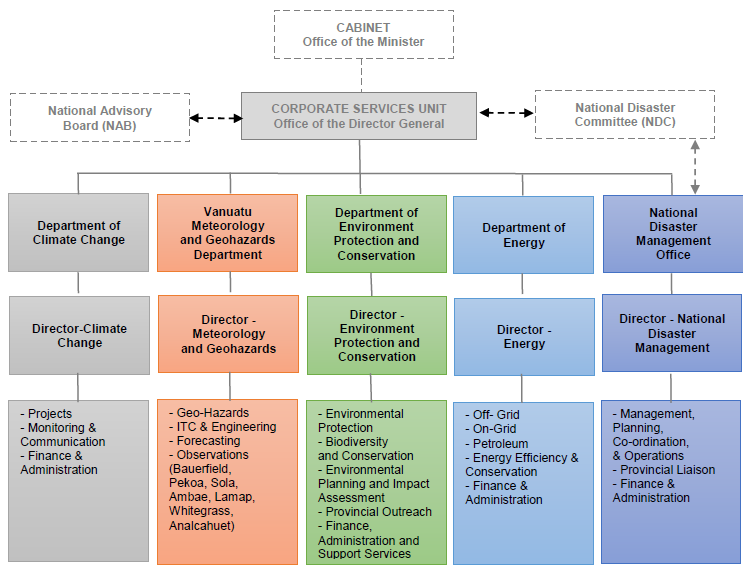 CABINET
Office of the Minister
National Advisory
Board (NAB)
CORPORATE SERVICES UNIT
Office of the Director General
National Disaster
Committee (NDC)
Department of
Climate Change
Vanuatu
Meteorology
and Geohazards
Department
Department of
Environment
Protection and
Conservation
Department of
Energy
National
Disaster
Management
Office
Director-Climate
Change
Director -
Meteorology
and Geohazards
Director -
Environment
Protection and
Conservation
Director -
Energy
Director - National
Disaster
Management
- Projects
- Monitoring &
Communication
- Finance &
Administration
- Geo-Hazards
- ITC & Engineering
- Forecasting
- Observations
(Bauerfield,
Pekoa, Sola,
Ambae, Lamap,
Whitegrass,
Analcahuet)
- Environmental
Protection
- Biodiversity
and Conservation
- Environmental
Planning and Impact
Assessment
- Provincial Outreach
- Finance,
Administration and
Support Services
- Off- Grid
- On-Grid
- Petroleum
- Energy Efficiency &
Conservation
- Finance &
Administration
- Management,
Planning,
Co-ordination,
& Operations
- Provincial Liaison
- Finance &
Administration